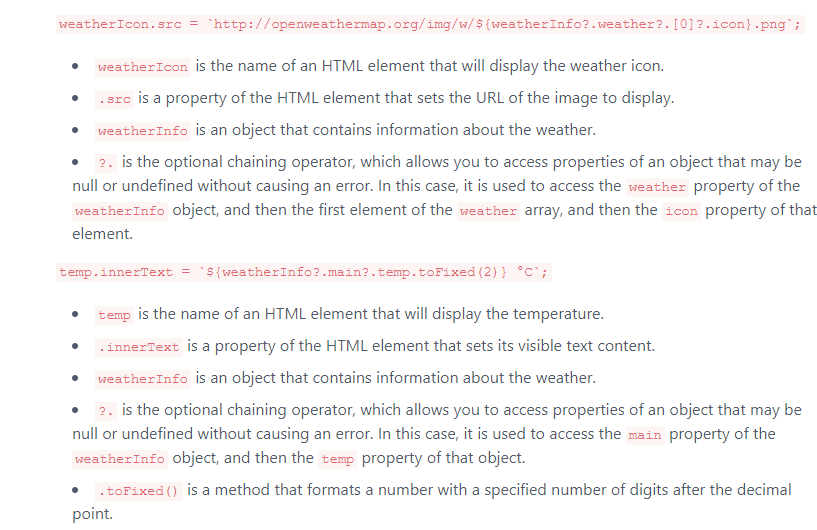 weatherIcon.src = `http://openweathermap.org/img/w/${weatherInfo?.weather?.[0]?.icon}.png`;
• weatherIcon is the name of an HTML element that will display the weather icon.
• .src is a property of the HTML element that sets the URL of the image to display.
• weatherInfo is an object that contains information about the weather.
• ?. is the optional chaining operator, which allows you to access properties of an object that may be
null or undefined without causing an error. In this case, it is used to access the weather property of the
weatherInfo object, and then the first element of the weather array, and then the icon property of that
element.
temp.innerText = `${weatherInfo?.main?.temp.toFixed(2)} °C`;
• temp is the name of an HTML element that will display the temperature.
• .innerText is a property of the HTML element that sets its visible text content.
• weatherInfo is an object that contains information about the weather.
• ?. is the optional chaining operator, which allows you to access properties of an object that may be
null or undefined without causing an error. In this case, it is used to access the main property of the
weatherInfo object, and then the temp property of that object.
• .toFixed() is a method that formats a number with a specified number of digits after the decimal
point.